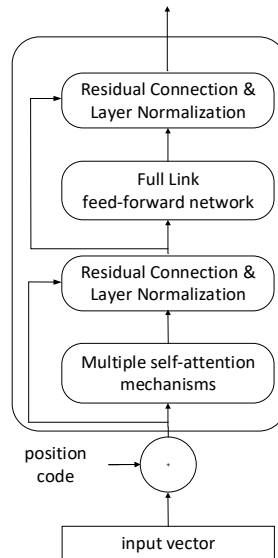 Residual Connection &
Layer Normalization
Full Link
feed-forward network
Residual Connection &
Layer Normalization
Multiple self-attention
mechanisms
position
code
+
input vector